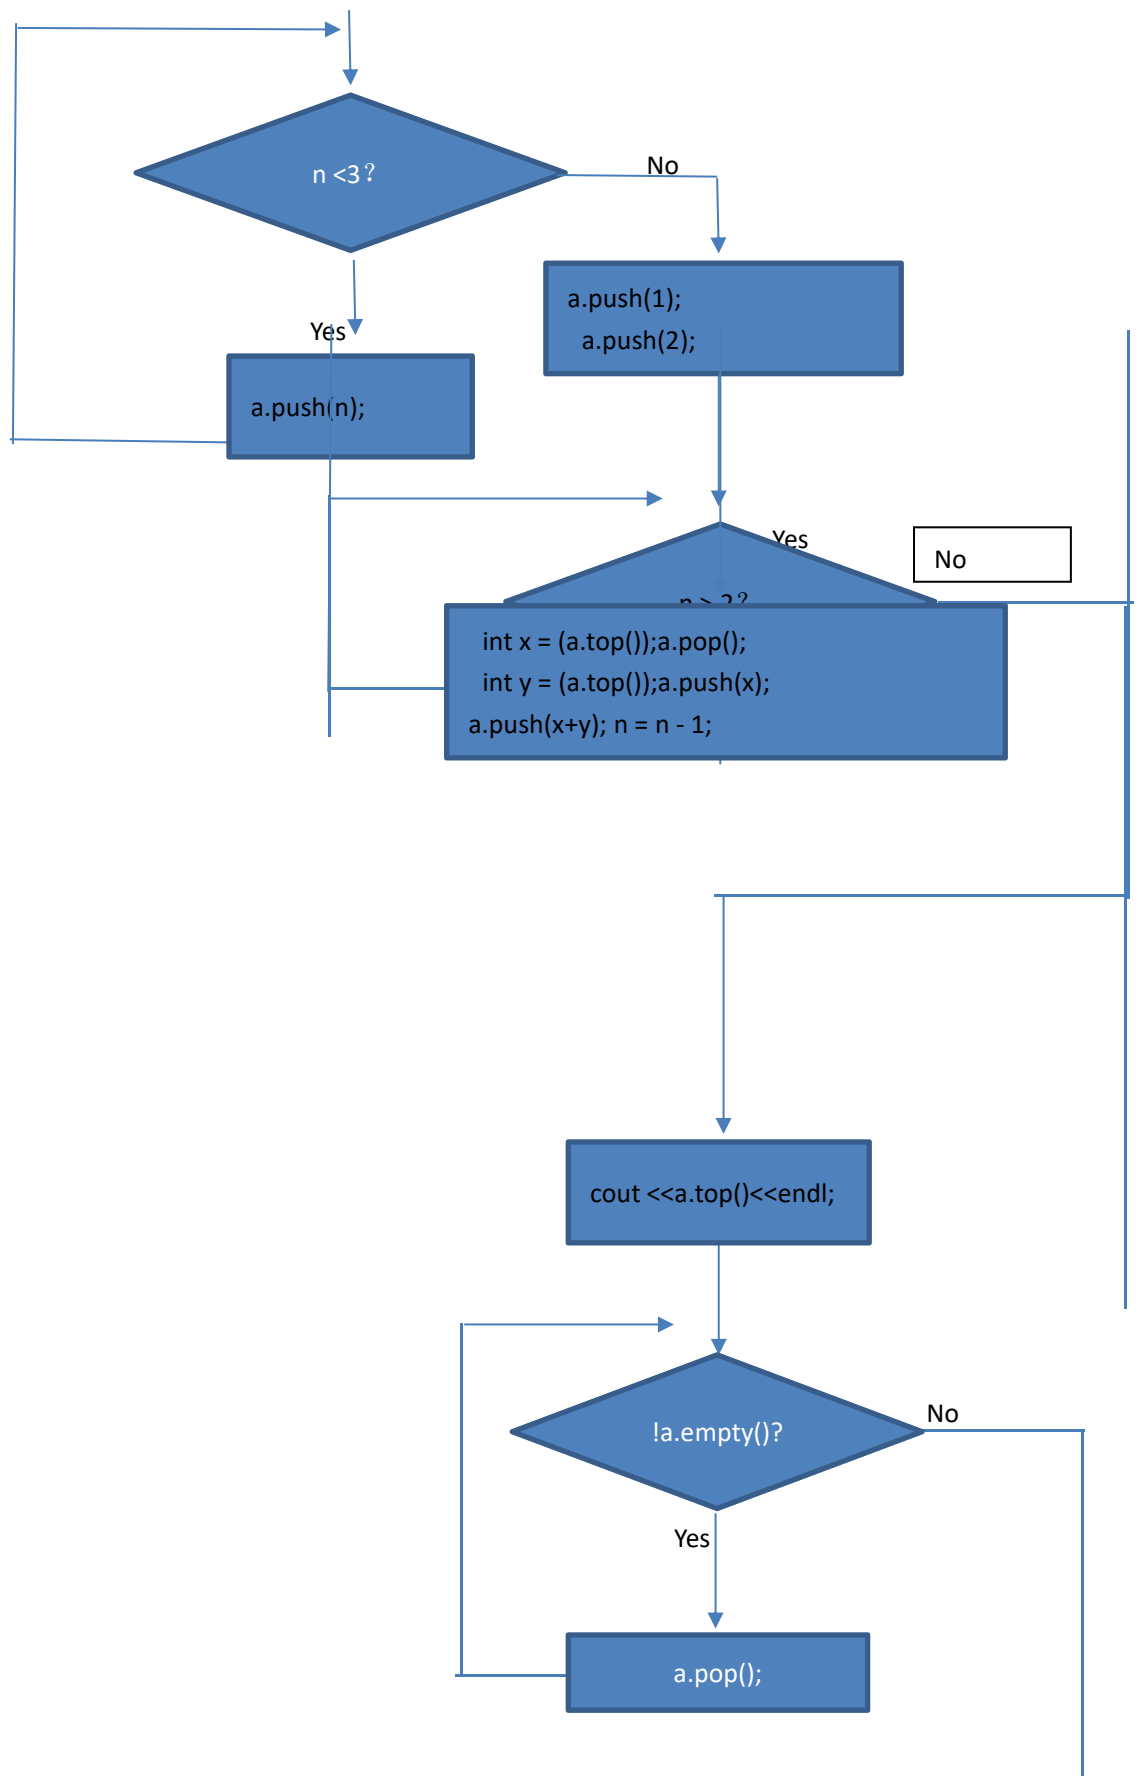 n <3？
No
a.push(1);
a.push(2);
Yes
a.push(n);
Yes
No
n > 2？
int x = (a.top());a.pop();
int y = (a.top());a.push(x);
a.push(x+y); n = n - 1;
cout <<a.top()<<endl;
!a.empty()?
No
Yes
a.pop();